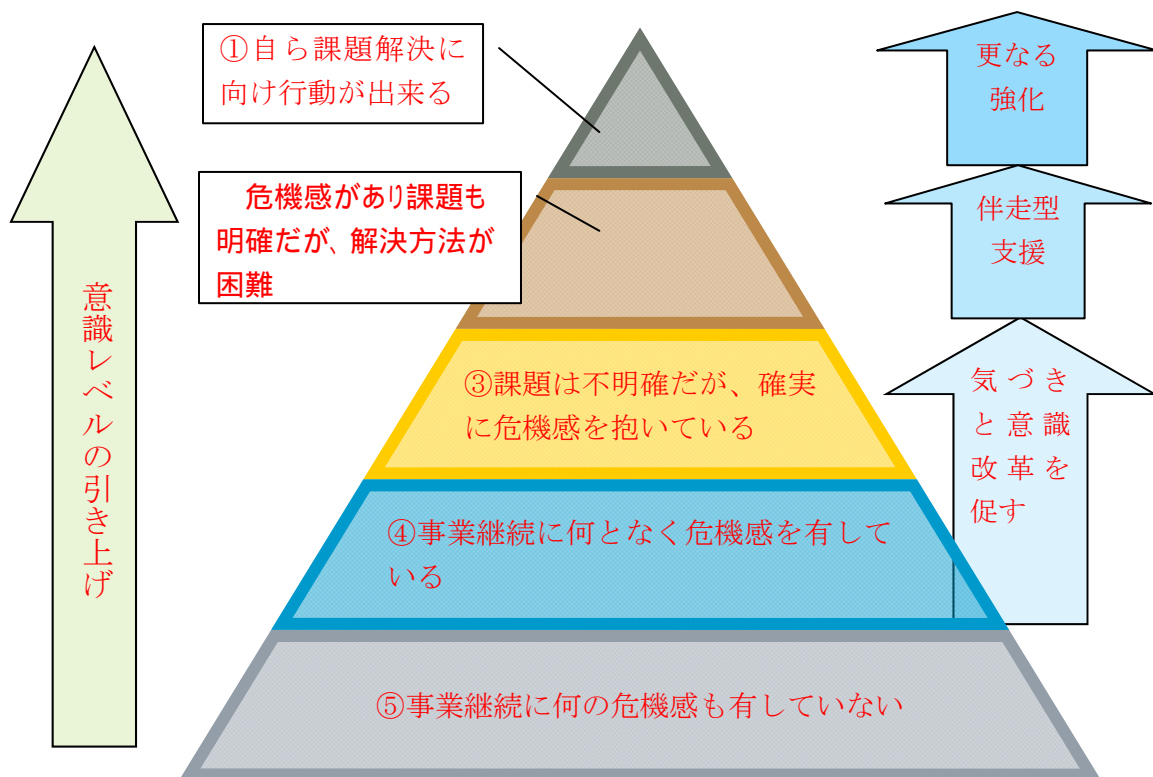 ①自ら課題解決に
向け行動が出来る
危機感があり課題も
明確だが、解決方法が
困難
③課題は不明確だが、確実
に危機感を抱いている
④事業継続に何となく危機感を有して
いる
⑤事業継続に何の危機感も有していない
意識レベルの引き上げ
更なる
強化
伴走型
支援
気づき
と意識
改革を
促す